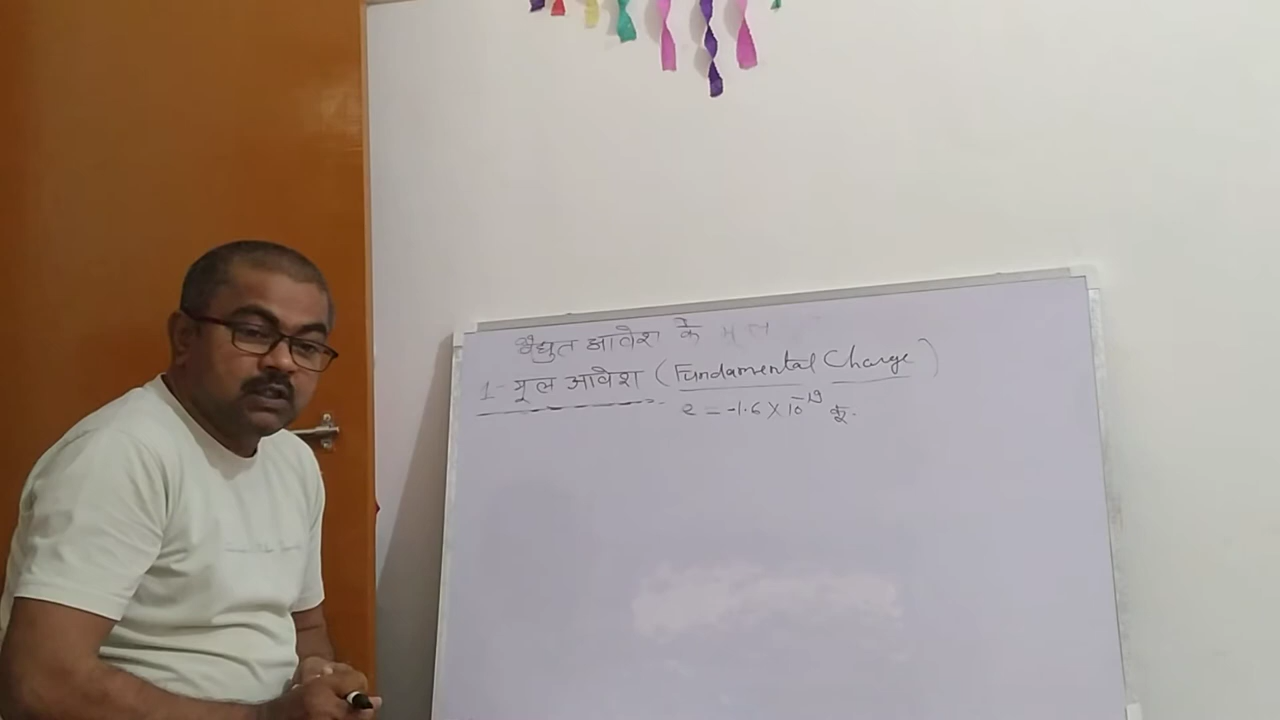 वैद्युत आवेश के मूल
1- मूल आवेश (Fundamental Charge)
e = -1.6 X 10⁻¹⁹ कू.